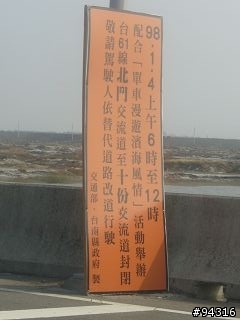 98.1.4上午6時至12時
配合「單車漫遊濱海風情」活動舉辦
台61線北門交流道至十份交流道封閉
敬請駕駛人依替代道路改道行駛
交通部.台南縣政府 製
#94316